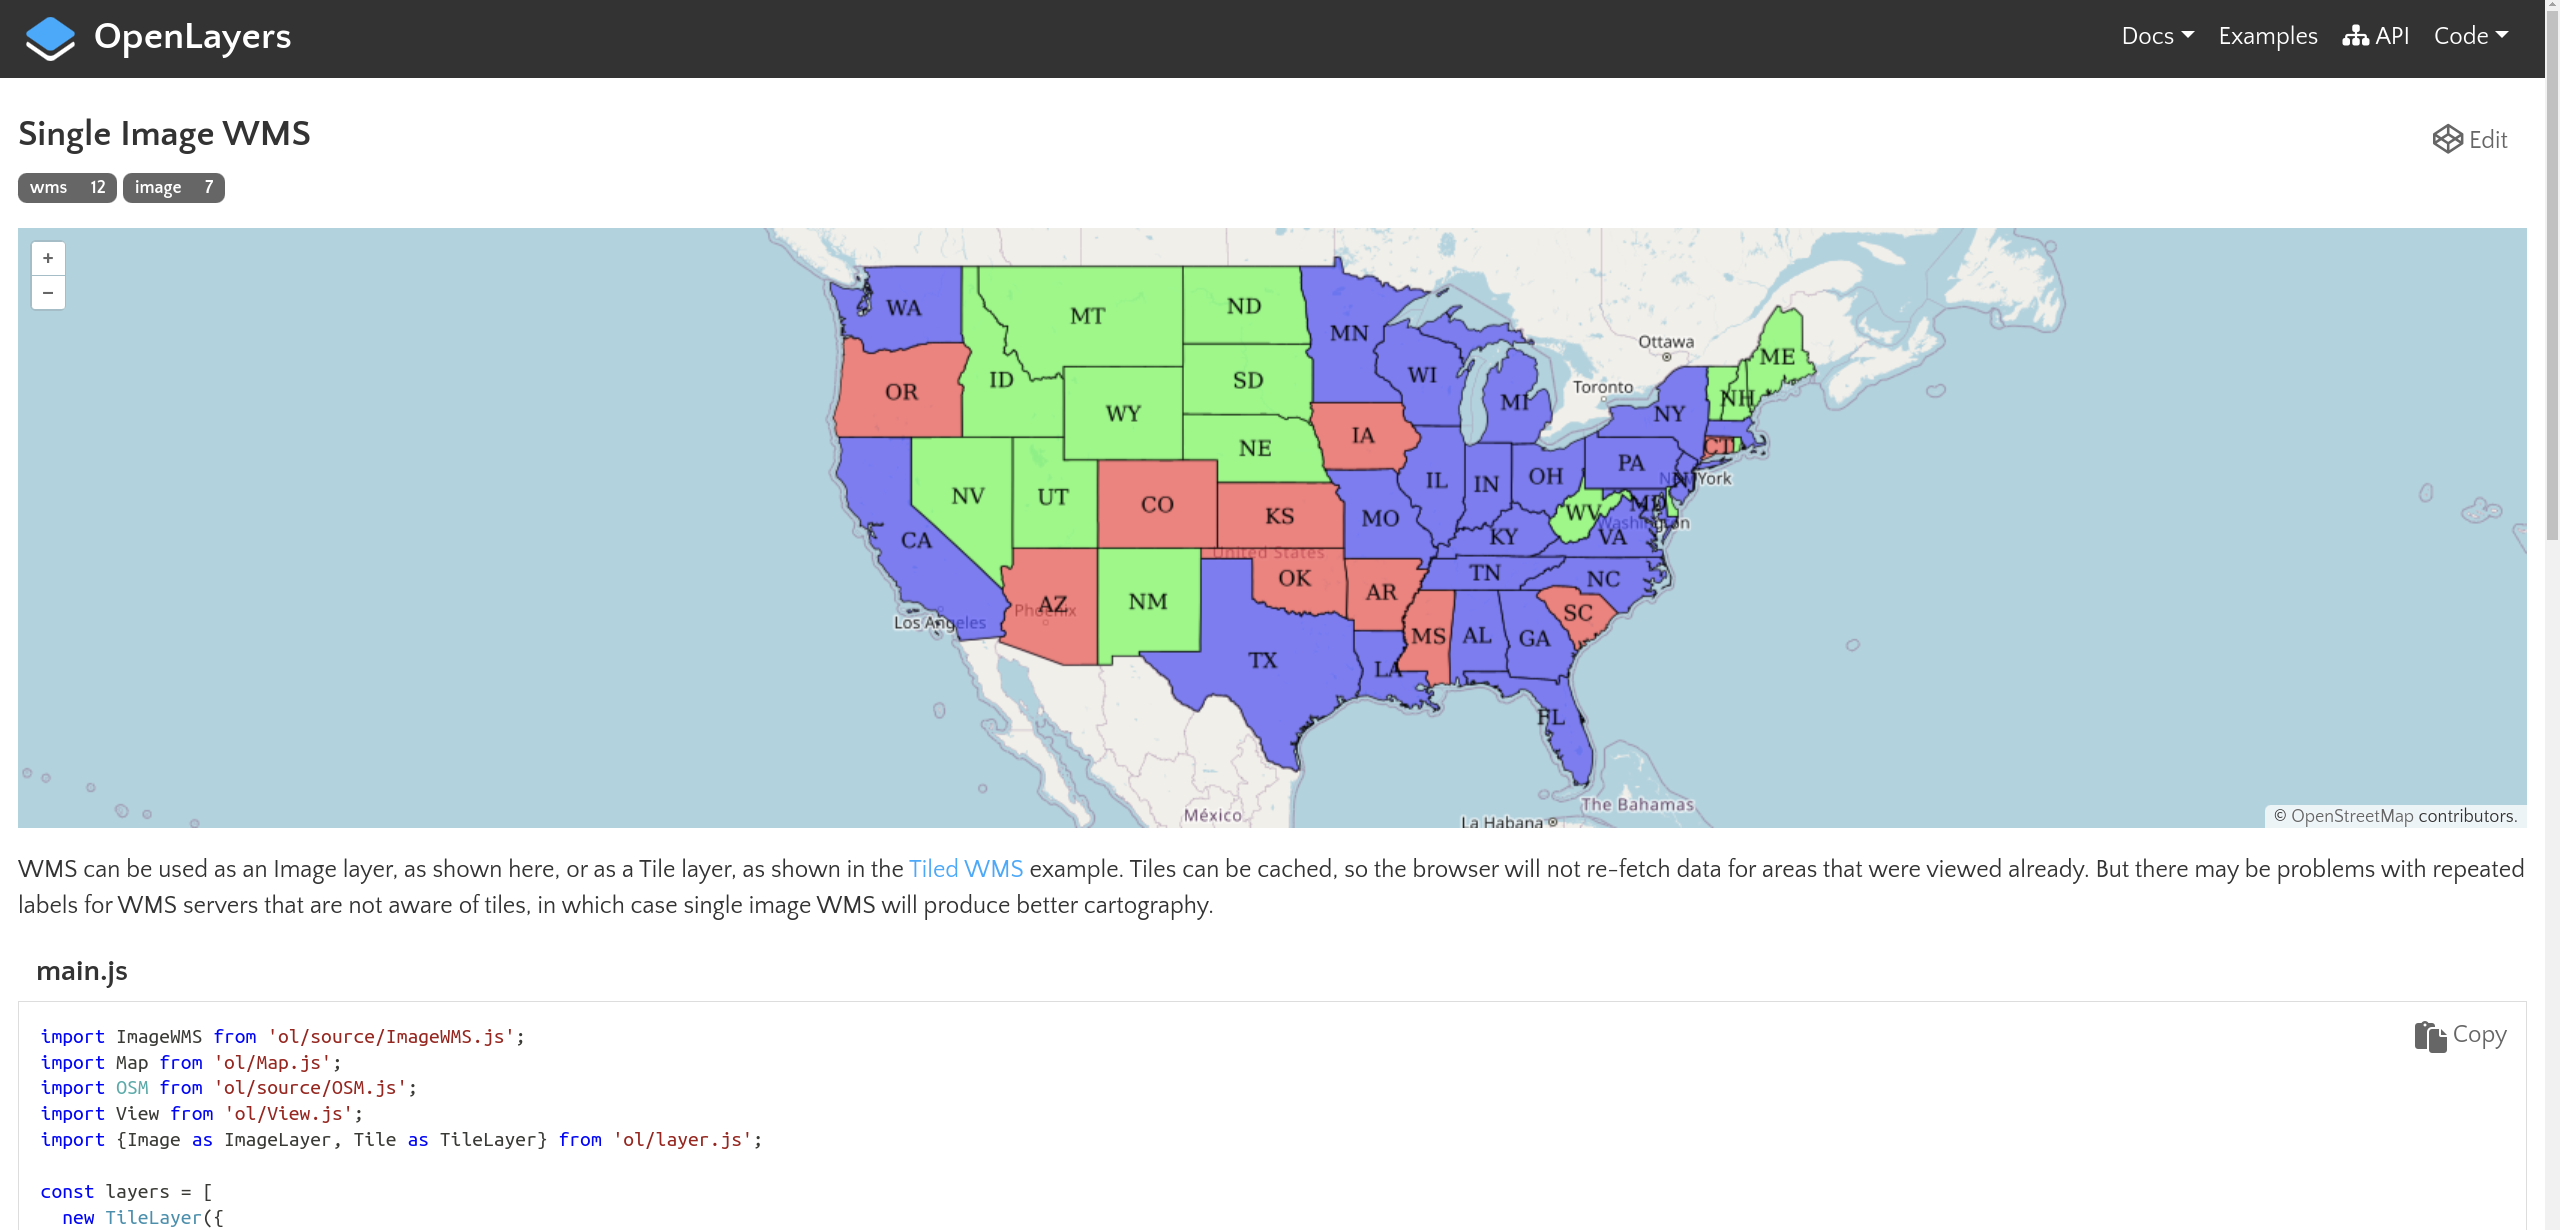 OpenLayers
Docs Examples API Code
Single Image WMS
Edit
wms 12 image 7
+
−
WA
MT
ND
MN
Ottawa
ME
OR
ID
SD
WI
MI
Toronto
NH
WY
NY
NE
IA
CT
NV
UT
CO
KS
MO
IL
IN
OH
PA
New York
WV
MD
Washington
CA
KY
VA
United States
OK
AR
TN
NC
AZ
Phoenix
NM
SC
Los Angeles
MS
AL
GA
TX
LA
FL
The Bahamas
México
La Habana
© OpenStreetMap contributors.
WMS can be used as an Image layer, as shown here, or as a Tile layer, as shown in the Tiled WMS example. Tiles can be cached, so the browser will not re-fetch data for areas that were viewed already. But there may be problems with repeated
labels for WMS servers that are not aware of tiles, in which case single image WMS will produce better cartography.
main.js
Copy
import ImageWMS from 'ol/source/ImageWMS.js';
import Map from 'ol/Map.js';
import OSM from 'ol/source/OSM.js';
import View from 'ol/View.js';
import {Image as ImageLayer, Tile as TileLayer} from 'ol/layer.js';
const layers = [
new TileLayer({